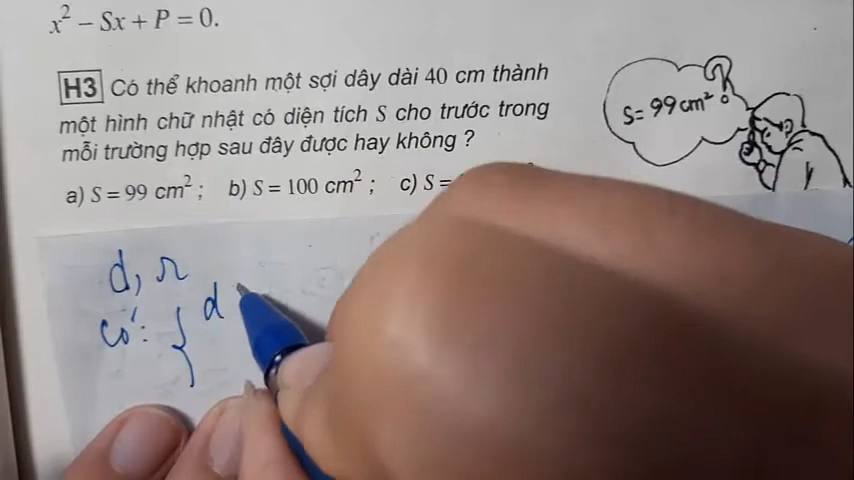 x² − Sx + P = 0.
H3 Có thể khoanh một sợi dây dài 40 cm thành
một hình chữ nhật có diện tích S cho trước trong
mỗi trường hợp sau đây được hay không ?
S = 99 cm² ?
a) S = 99 cm² ; b) S = 100 cm² ; c) S =
d, r
Có: { d